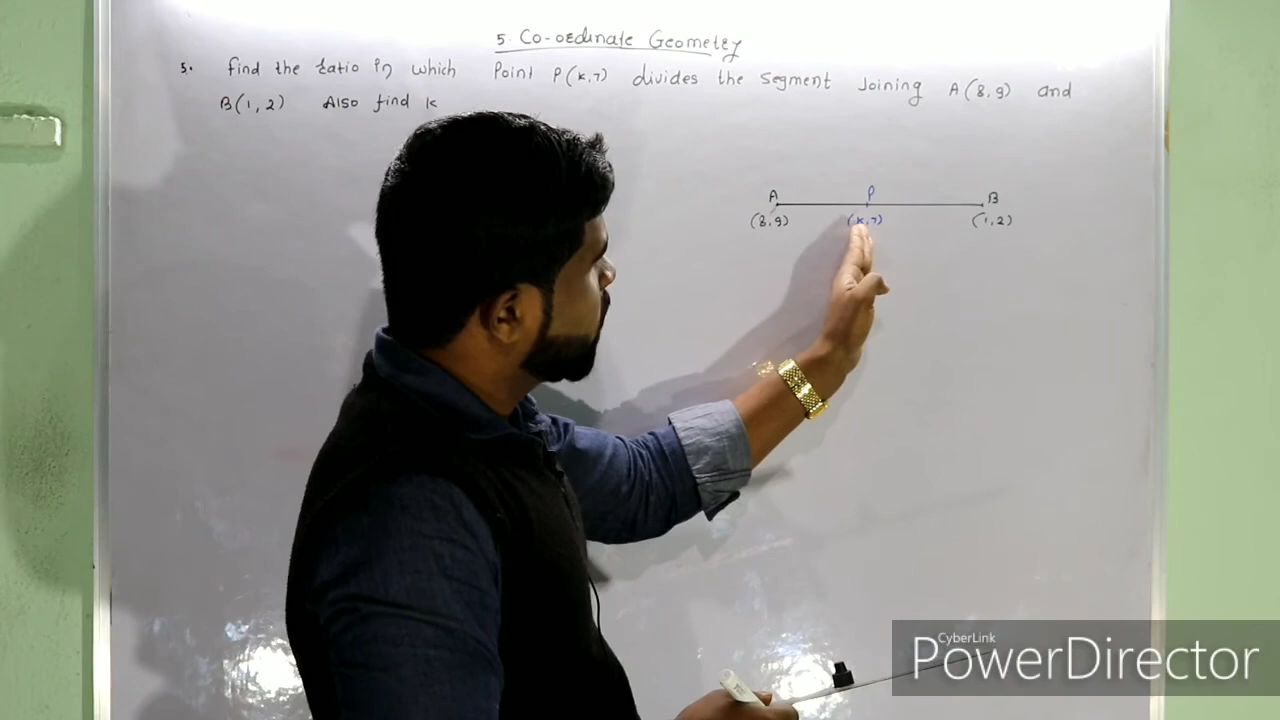 5. Co-ordinate Geometry
5. find the ratio in which Point P(k,7) divides the segment Joining A(8,9) and
B(1,2) Also find k
A P B
(8,9) (k,7) (1,2)
CyberLink
PowerDirector